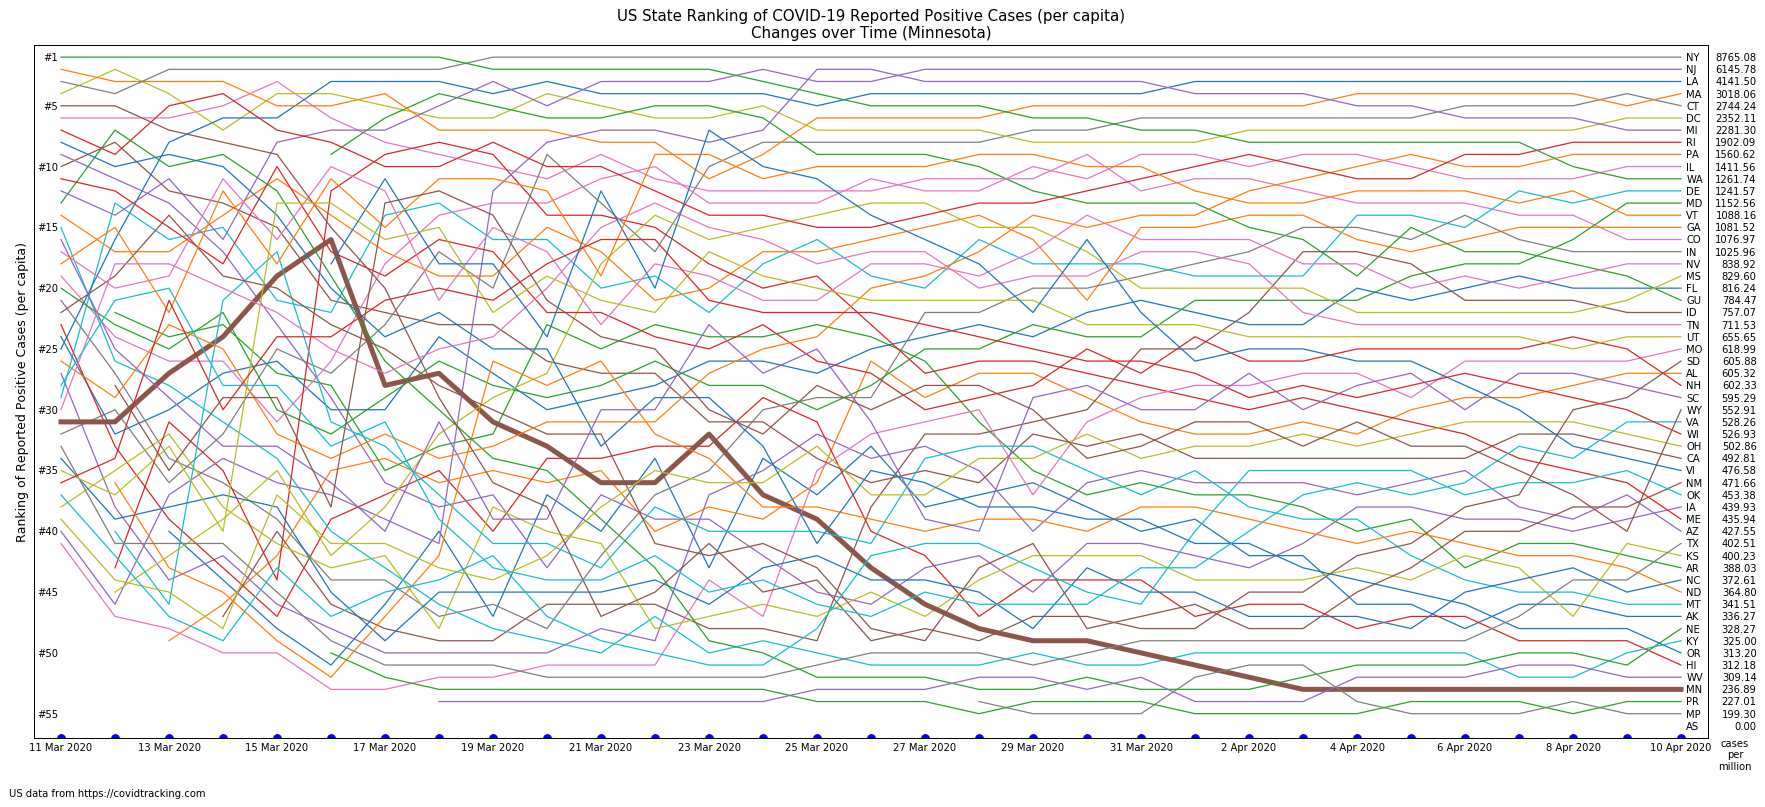 US State Ranking of COVID-19 Reported Positive Cases (per capita)
Changes over Time (Minnesota)
Ranking of Reported Positive Cases (per capita)
#1
#5
#10
#15
#20
#25
#30
#35
#40
#45
#50
#55
NY 8765.08
NJ 6145.78
LA 4141.50
MA 3018.06
CT 2744.24
DC 2352.11
MI 2281.30
RI 1902.09
PA 1560.62
IL 1411.56
WA 1261.74
DE 1241.57
MD 1152.56
VT 1088.16
GA 1081.52
CO 1076.97
IN 1025.96
NV 838.92
MS 829.60
FL 816.24
GU 784.47
ID 757.07
TN 711.53
UT 655.65
MO 618.99
SD 605.88
AL 605.32
NH 602.33
SC 595.29
WY 552.91
VA 528.26
WI 526.93
OH 502.86
CA 492.81
VI 476.58
NM 471.66
OK 453.38
IA 439.93
ME 435.94
AZ 427.55
TX 402.51
KS 400.23
AR 388.03
NC 372.61
ND 364.80
MT 341.51
AK 336.27
NE 328.27
KY 325.00
OR 313.20
HI 312.18
WV 309.14
MN 236.89
PR 227.01
MP 199.30
AS 0.00
11 Mar 2020 13 Mar 2020 15 Mar 2020 17 Mar 2020 19 Mar 2020 21 Mar 2020 23 Mar 2020 25 Mar 2020 27 Mar 2020 29 Mar 2020 31 Mar 2020 2 Apr 2020 4 Apr 2020 6 Apr 2020 8 Apr 2020 10 Apr 2020
cases
per
million
US data from https://covidtracking.com